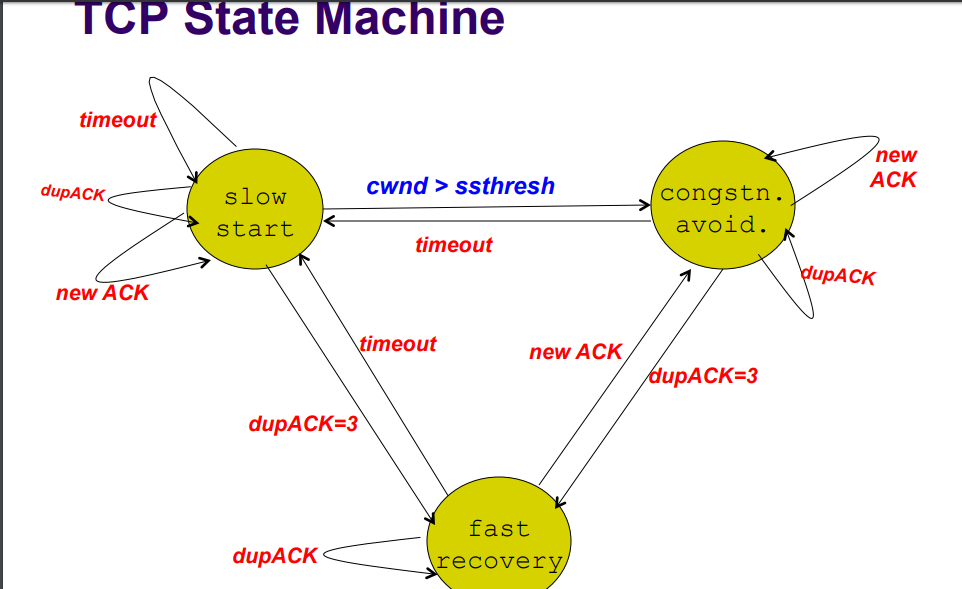 TCP State Machine
timeout
dupACK
new ACK
slow
start
cwnd > ssthresh
timeout
congstn.
avoid.
new
ACK
dupACK
timeout
new ACK
dupACK=3
dupACK=3
fast
recovery
dupACK